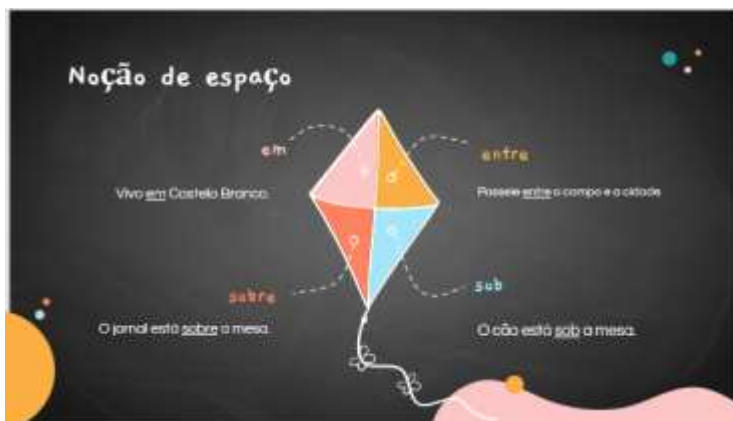 Noção de espaço
em
Vivo em Castelo Branco.
entre
Passeie entre o campo e a cidade
sobre
O jornal está sobre a mesa.
sub
O cão está sob a mesa.